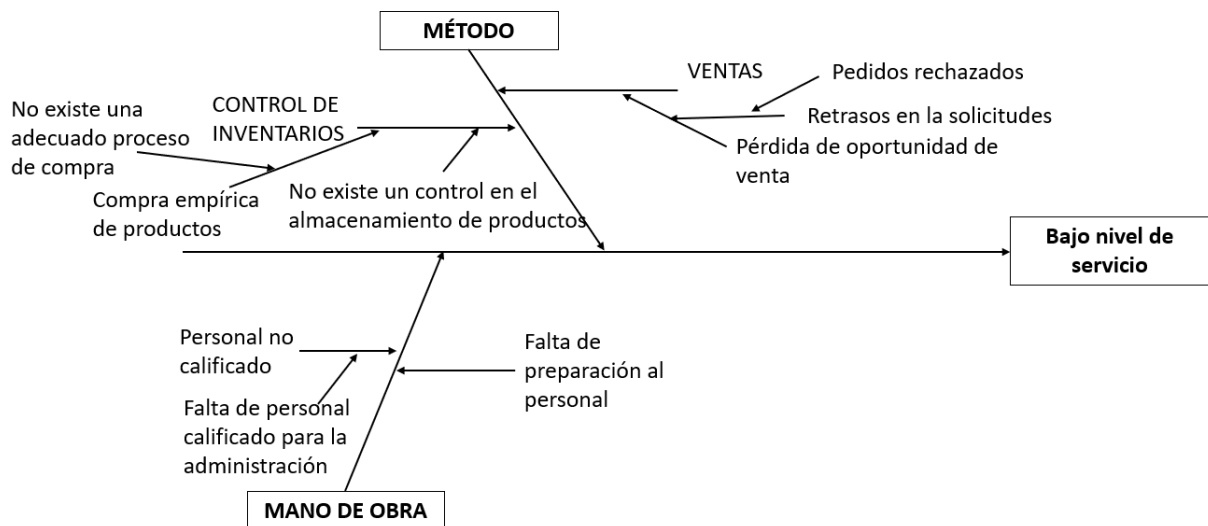 MÉTODO
VENTAS
Pedidos rechazados
Retrasos en la solicitudes
Pérdida de oportunidad de
venta
CONTROL DE
INVENTARIOS
No existe una
adecuado proceso
de compra
Compra empírica
de productos
No existe un control en el
almacenamiento de productos
Bajo nivel de
servicio
Personal no
calificado
Falta de personal
calificado para la
administración
Falta de
preparación al
personal
MANO DE OBRA